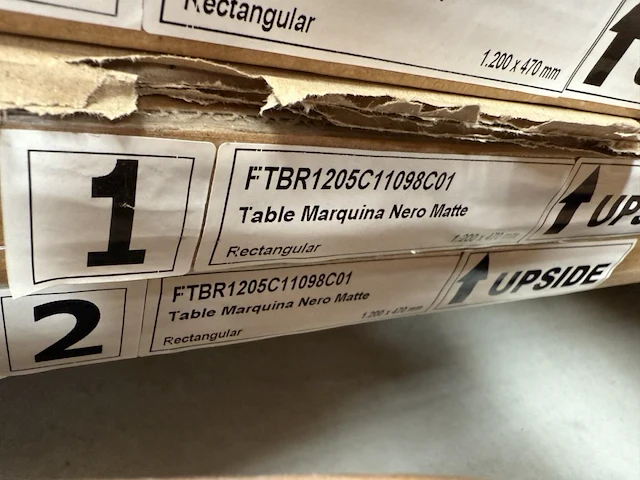 Rectangular
1.200 x 470 mm
1
FTBR1205C11098C01
Table Marquina Nero Matte
Rectangular
1.200 x 470 mm
2
FTBR1205C11098C01
Table Marquina Nero Matte
Rectangular
1.200 x 470 mm
UPSIDE